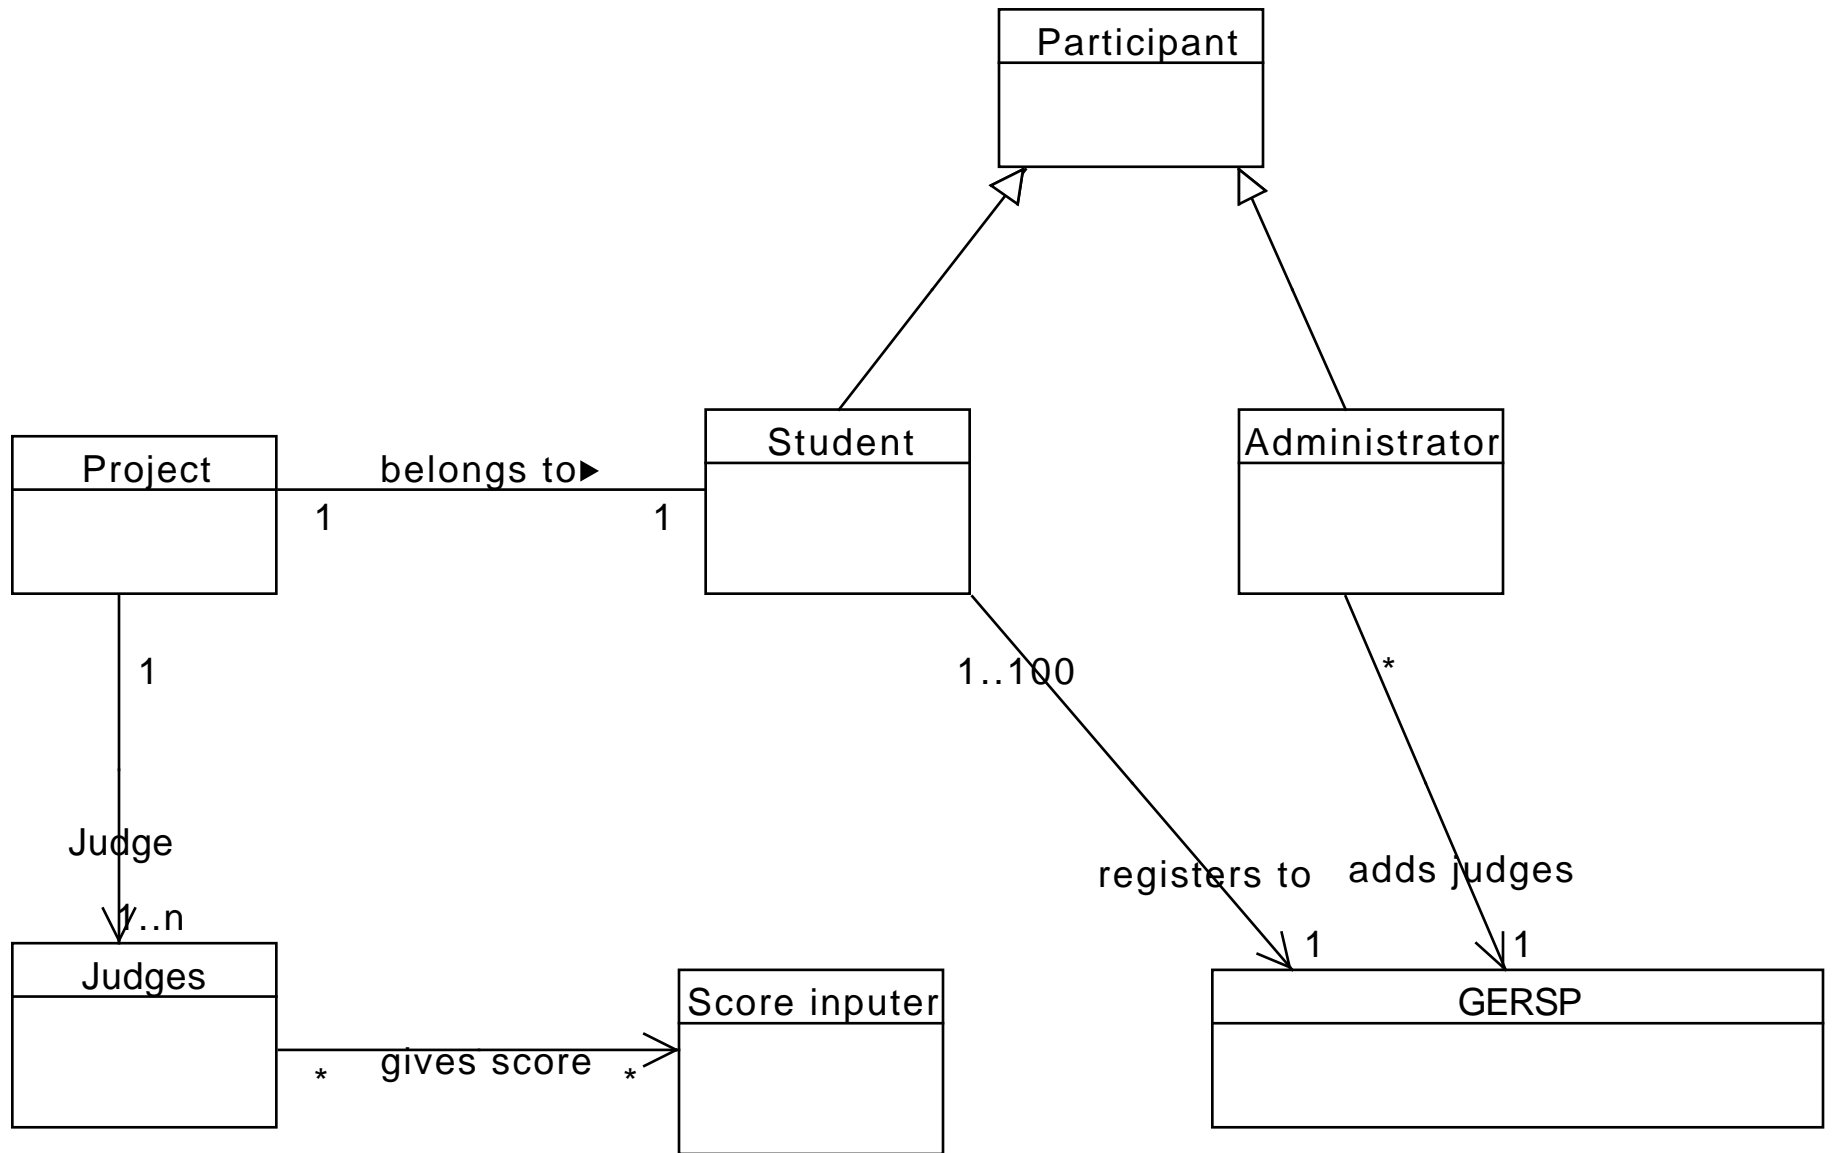 Participant
Student
Administrator
Project
belongs to▶
1
1
1
1..100
*
Judge
registers to
adds judges
1..n
1
1
Judges
Score inputer
GERSP
*
gives score
*